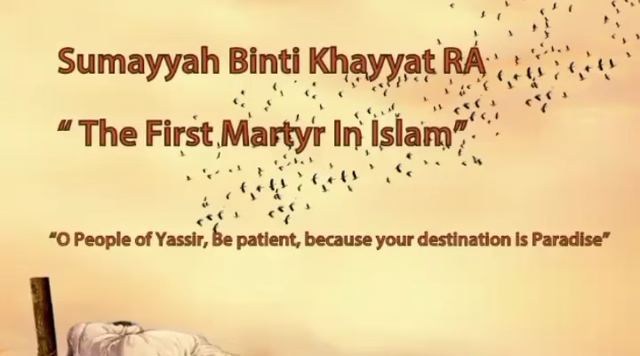 Sumayyah Binti Khayyat RA
“ The First Martyr In Islam”
“O People of Yassir, Be patient, because your destination is Paradise”